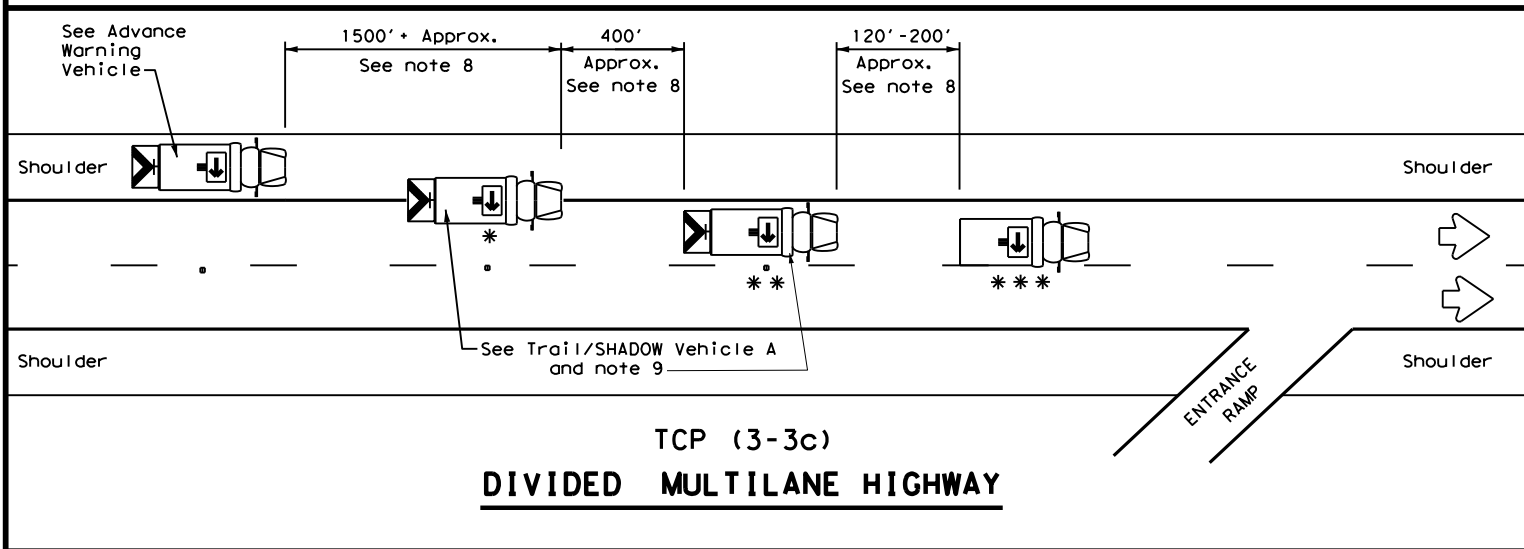 See Advance
Warning
Vehicle
1500'+ Approx.
See note 8
400'
Approx.
See note 8
120'-200'
Approx.
See note 8
Shoulder
Shoulder
*
* *
* * *
See Trail/SHADOW Vehicle A
and note 9
Shoulder
Shoulder
ENTRANCE
RAMP
TCP (3-3c)
DIVIDED MULTILANE HIGHWAY